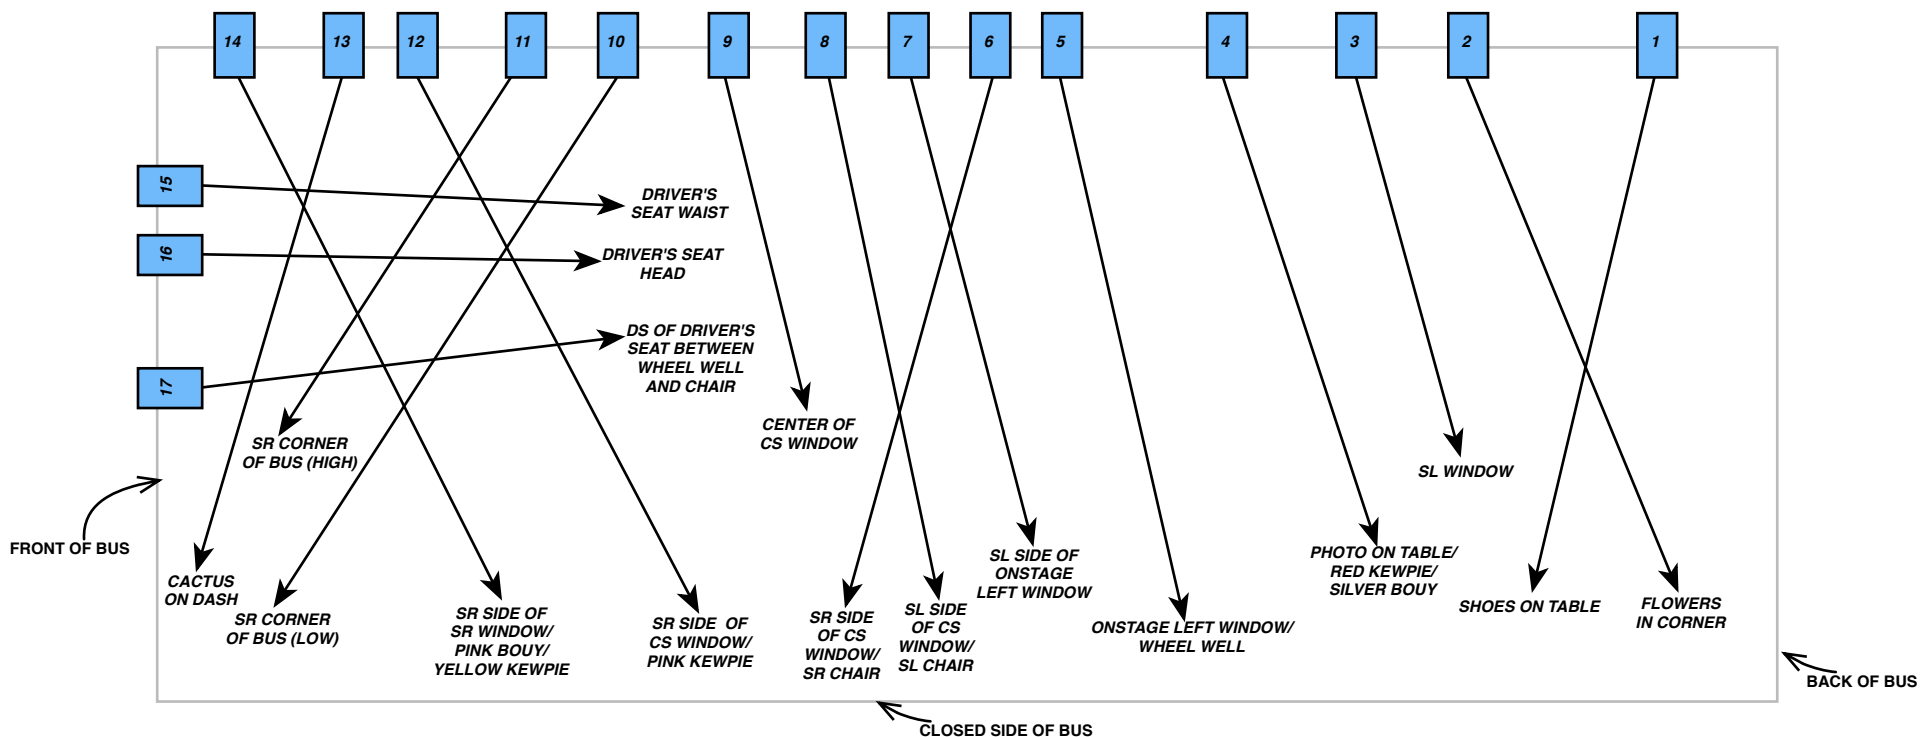 14
13
12
11
10
9
8
7
6
5
4
3
2
1
15
16
17
DRIVER'S
SEAT WAIST
DRIVER'S SEAT
HEAD
DS OF DRIVER'S
SEAT BETWEEN
WHEEL WELL
AND CHAIR
CENTER OF
CS WINDOW
SR CORNER
OF BUS (HIGH)
SL WINDOW
FRONT OF BUS
CACTUS
ON DASH
SR CORNER
OF BUS (LOW)
SR SIDE OF
SR WINDOW/
PINK BOUY/
YELLOW KEWPIE
SR SIDE OF
CS WINDOW/
PINK KEWPIE
SR SIDE
OF CS
WINDOW/
SR CHAIR
SL SIDE
OF CS
WINDOW/
SL CHAIR
SL SIDE OF
ONSTAGE
LEFT WINDOW
ONSTAGE LEFT WINDOW/
WHEEL WELL
PHOTO ON TABLE/
RED KEWPIE/
SILVER BOUY
SHOES ON TABLE
FLOWERS
IN CORNER
BACK OF BUS
CLOSED SIDE OF BUS